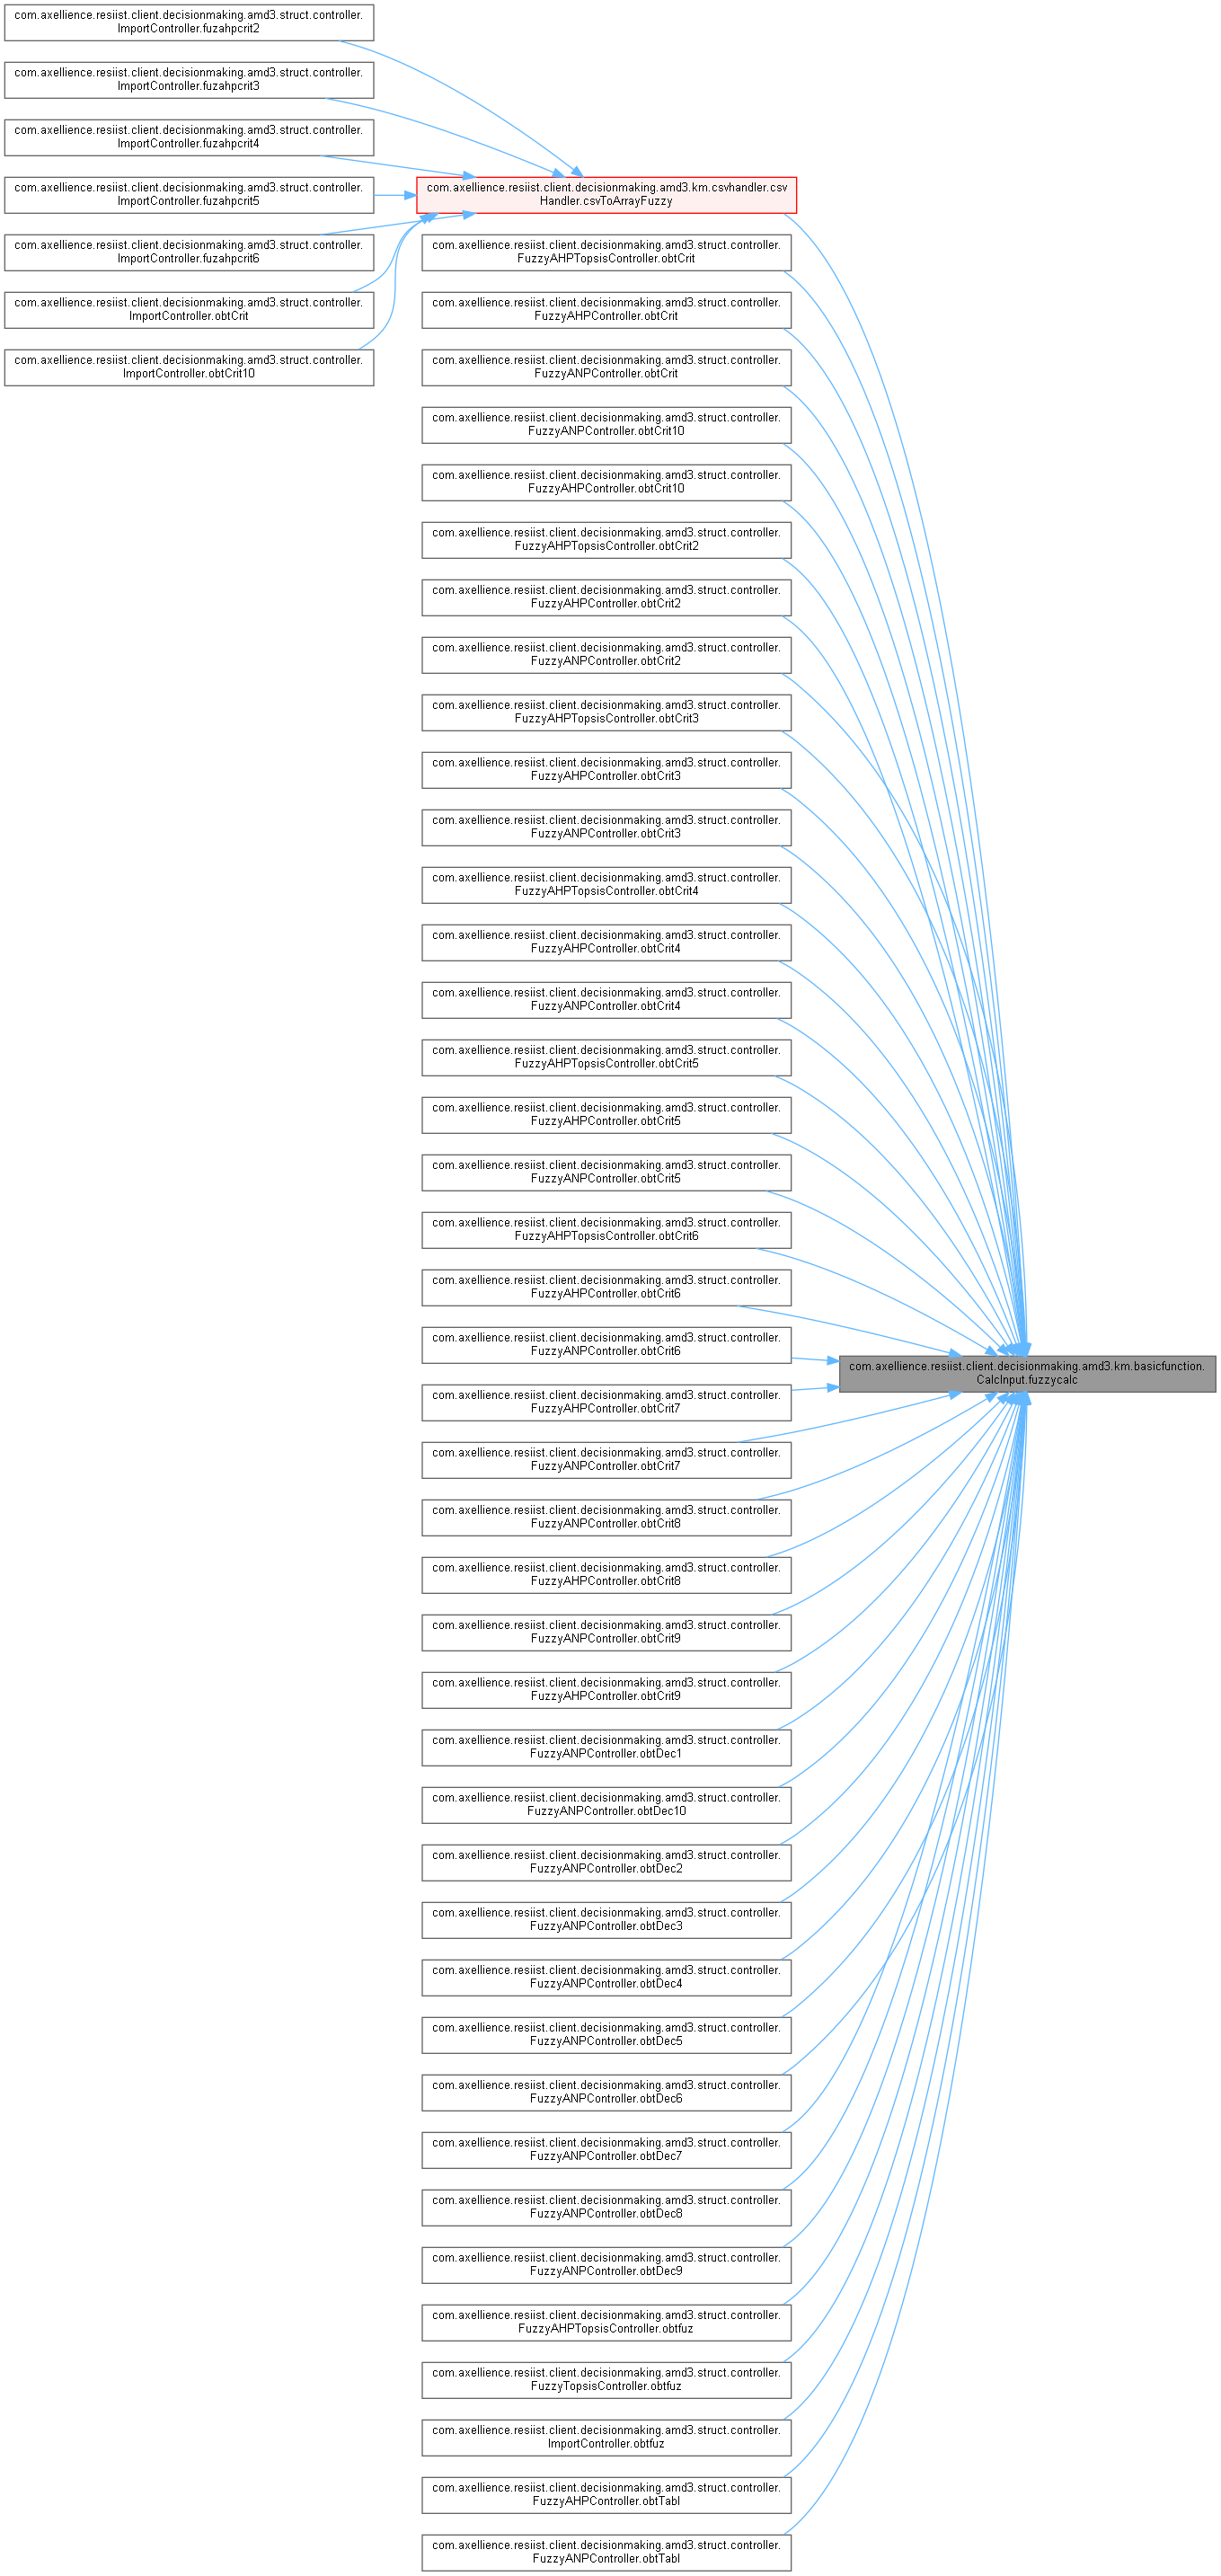 com.axellience.resiist.client.decisionmaking.amd3.struct.controller.
ImportController.fuzahpcrit2
com.axellience.resiist.client.decisionmaking.amd3.struct.controller.
ImportController.fuzahpcrit3
com.axellience.resiist.client.decisionmaking.amd3.struct.controller.
ImportController.fuzahpcrit4
com.axellience.resiist.client.decisionmaking.amd3.struct.controller.
ImportController.fuzahpcrit5
com.axellience.resiist.client.decisionmaking.amd3.struct.controller.
ImportController.fuzahpcrit6
com.axellience.resiist.client.decisionmaking.amd3.struct.controller.
ImportController.obtCrit
com.axellience.resiist.client.decisionmaking.amd3.struct.controller.
ImportController.obtCrit10
com.axellience.resiist.client.decisionmaking.amd3.km.csvhandler.csv
Handler.csvToArrayFuzzy
com.axellience.resiist.client.decisionmaking.amd3.struct.controller.
FuzzyAHPTopsisController.obtCrit
com.axellience.resiist.client.decisionmaking.amd3.struct.controller.
FuzzyAHPController.obtCrit
com.axellience.resiist.client.decisionmaking.amd3.struct.controller.
FuzzyANPController.obtCrit
com.axellience.resiist.client.decisionmaking.amd3.struct.controller.
FuzzyANPController.obtCrit10
com.axellience.resiist.client.decisionmaking.amd3.struct.controller.
FuzzyAHPController.obtCrit10
com.axellience.resiist.client.decisionmaking.amd3.struct.controller.
FuzzyAHPTopsisController.obtCrit2
com.axellience.resiist.client.decisionmaking.amd3.struct.controller.
FuzzyAHPController.obtCrit2
com.axellience.resiist.client.decisionmaking.amd3.struct.controller.
FuzzyANPController.obtCrit2
com.axellience.resiist.client.decisionmaking.amd3.struct.controller.
FuzzyAHPTopsisController.obtCrit3
com.axellience.resiist.client.decisionmaking.amd3.struct.controller.
FuzzyAHPController.obtCrit3
com.axellience.resiist.client.decisionmaking.amd3.struct.controller.
FuzzyANPController.obtCrit3
com.axellience.resiist.client.decisionmaking.amd3.struct.controller.
FuzzyAHPTopsisController.obtCrit4
com.axellience.resiist.client.decisionmaking.amd3.struct.controller.
FuzzyAHPController.obtCrit4
com.axellience.resiist.client.decisionmaking.amd3.struct.controller.
FuzzyANPController.obtCrit4
com.axellience.resiist.client.decisionmaking.amd3.struct.controller.
FuzzyAHPTopsisController.obtCrit5
com.axellience.resiist.client.decisionmaking.amd3.struct.controller.
FuzzyAHPController.obtCrit5
com.axellience.resiist.client.decisionmaking.amd3.struct.controller.
FuzzyANPController.obtCrit5
com.axellience.resiist.client.decisionmaking.amd3.struct.controller.
FuzzyAHPTopsisController.obtCrit6
com.axellience.resiist.client.decisionmaking.amd3.struct.controller.
FuzzyAHPController.obtCrit6
com.axellience.resiist.client.decisionmaking.amd3.struct.controller.
FuzzyANPController.obtCrit6
com.axellience.resiist.client.decisionmaking.amd3.struct.controller.
FuzzyAHPController.obtCrit7
com.axellience.resiist.client.decisionmaking.amd3.struct.controller.
FuzzyANPController.obtCrit7
com.axellience.resiist.client.decisionmaking.amd3.struct.controller.
FuzzyANPController.obtCrit8
com.axellience.resiist.client.decisionmaking.amd3.struct.controller.
FuzzyAHPController.obtCrit8
com.axellience.resiist.client.decisionmaking.amd3.struct.controller.
FuzzyANPController.obtCrit9
com.axellience.resiist.client.decisionmaking.amd3.struct.controller.
FuzzyAHPController.obtCrit9
com.axellience.resiist.client.decisionmaking.amd3.struct.controller.
FuzzyANPController.obtDec1
com.axellience.resiist.client.decisionmaking.amd3.struct.controller.
FuzzyANPController.obtDec10
com.axellience.resiist.client.decisionmaking.amd3.struct.controller.
FuzzyANPController.obtDec2
com.axellience.resiist.client.decisionmaking.amd3.struct.controller.
FuzzyANPController.obtDec3
com.axellience.resiist.client.decisionmaking.amd3.struct.controller.
FuzzyANPController.obtDec4
com.axellience.resiist.client.decisionmaking.amd3.struct.controller.
FuzzyANPController.obtDec5
com.axellience.resiist.client.decisionmaking.amd3.struct.controller.
FuzzyANPController.obtDec6
com.axellience.resiist.client.decisionmaking.amd3.struct.controller.
FuzzyANPController.obtDec7
com.axellience.resiist.client.decisionmaking.amd3.struct.controller.
FuzzyANPController.obtDec8
com.axellience.resiist.client.decisionmaking.amd3.struct.controller.
FuzzyANPController.obtDec9
com.axellience.resiist.client.decisionmaking.amd3.struct.controller.
FuzzyAHPTopsisController.obtfuz
com.axellience.resiist.client.decisionmaking.amd3.struct.controller.
FuzzyTopsisController.obtfuz
com.axellience.resiist.client.decisionmaking.amd3.struct.controller.
ImportController.obtfuz
com.axellience.resiist.client.decisionmaking.amd3.struct.controller.
FuzzyAHPController.obtTabl
com.axellience.resiist.client.decisionmaking.amd3.struct.controller.
FuzzyANPController.obtTabl
com.axellience.resiist.client.decisionmaking.amd3.km.basicfunction.
CalcInput.fuzzycalc